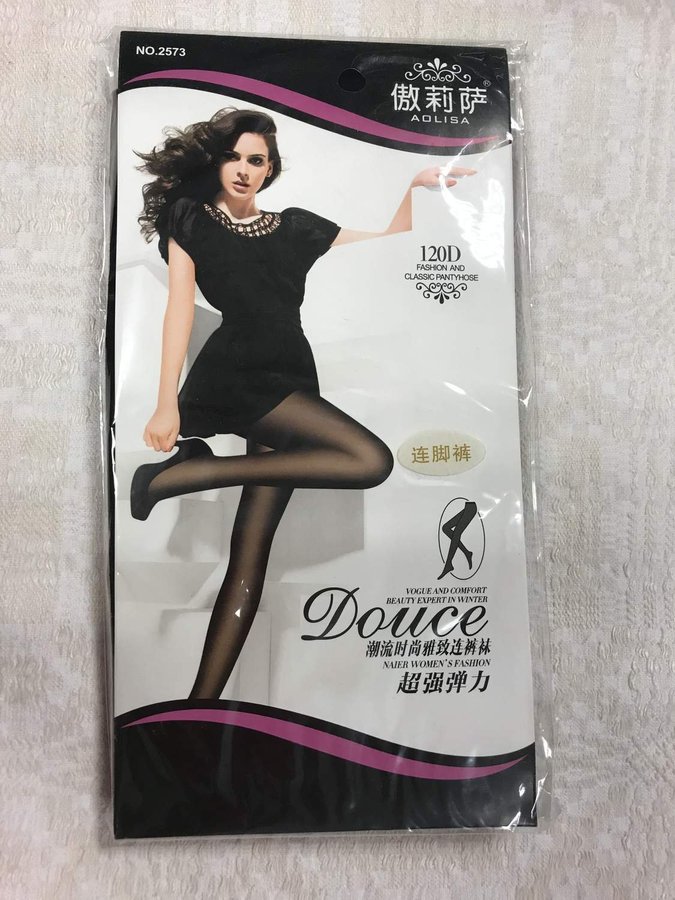 NO.2573
傲莉萨®
AOLISA
120D
FASHION AND
CLASSIC PANTYHOSE
连脚裤
VOGUE AND COMFORT
BEAUTY EXPERT IN WINTER
Douce
潮流时尚雅致连裤袜
NAIER WOMEN'S FASHION
超强弹力